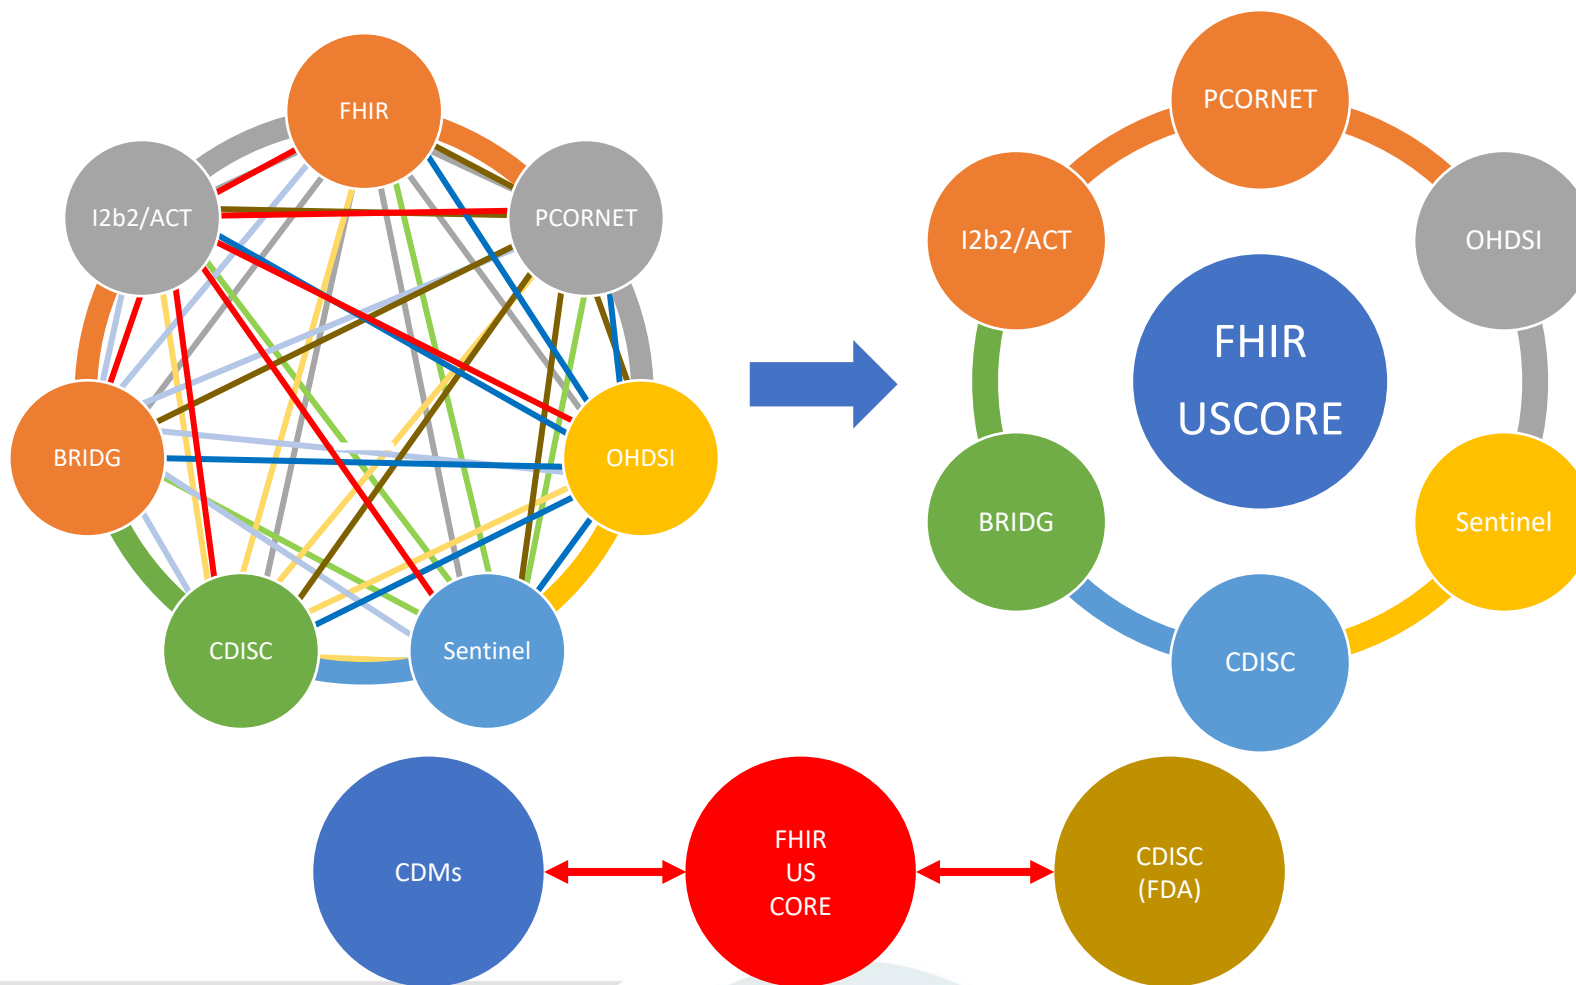 FHIR
I2b2/ACT
PCORNET
BRIDG
OHDSI
CDISC
Sentinel
PCORNET
I2b2/ACT
OHDSI
FHIR
USCORE
BRIDG
Sentinel
CDISC
CDMs
FHIR
US
CORE
CDISC
(FDA)